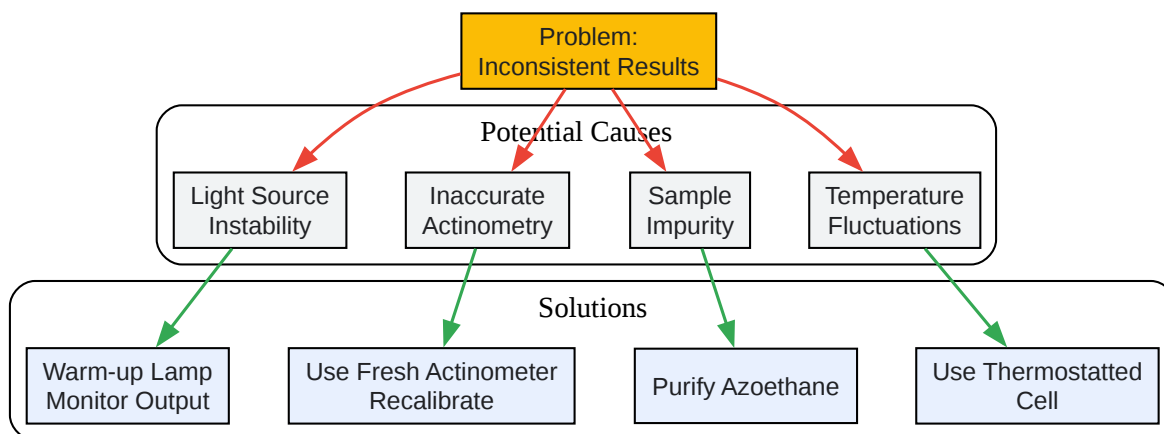 Problem:
Inconsistent Results
Potential Causes
Light Source
Instability
Inaccurate
Actinometry
Sample
Impurity
Temperature
Fluctuations
Solutions
Warm-up Lamp
Monitor Output
Use Fresh Actinometer
Recalibrate
Purify Azoethane
Use Thermostatted
Cell